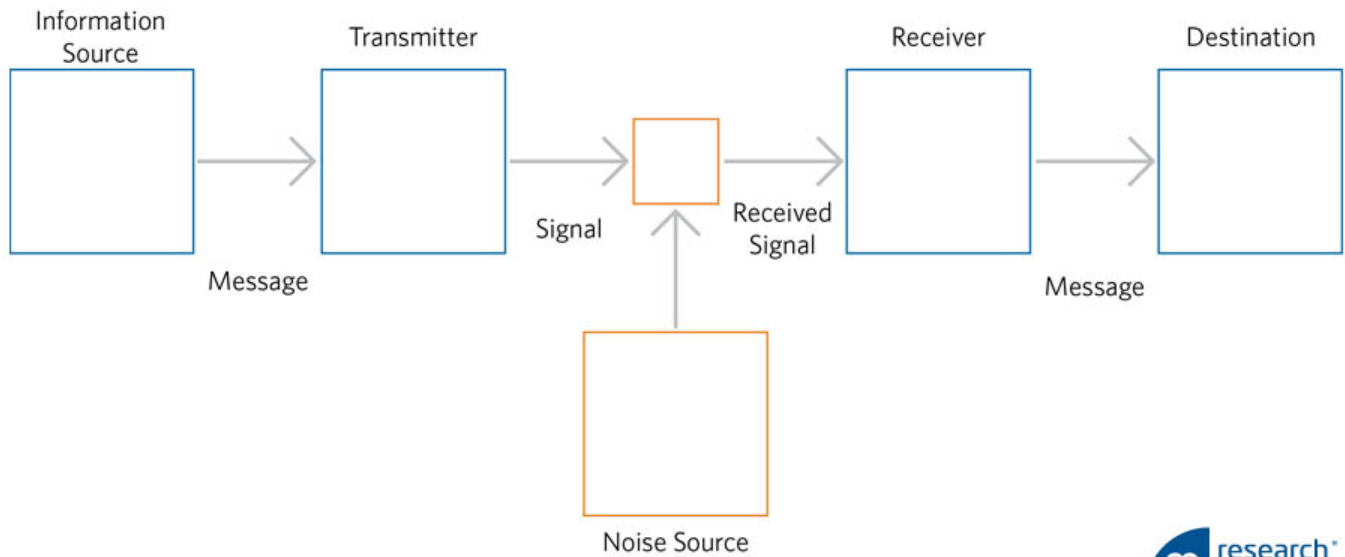 Information
Source
Transmitter
Receiver
Destination
Signal
Received
Signal
Message
Message
Noise Source
research